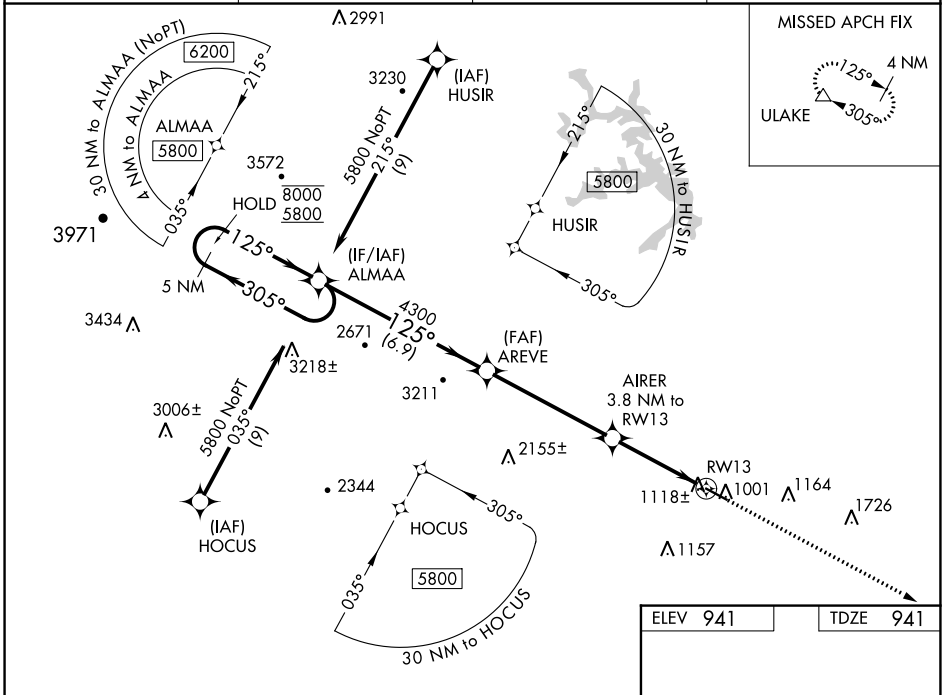 2991
MISSED APCH FIX
125°
4 NM
ULAKE
305°
30 NM to ALMAA (NoPT)
6200
4 NM to ALMAA
215°
ALMAA
5800
035°
3971
3230
(IAF)
HUSIR
5800 NoPT
215°
(9)
3572
8000
5800
HOLD
125°
305°
5 NM
(IF/IAF)
ALMAA
215°
30 NM to HUSIR
5800
HUSIR
305°
3434
2671
4300
125°
(6.9)
(FAF)
AREVE
3218±
3211
AIRER
3.8 NM to
RW13
3006±
5800 NoPT
035°
(9)
2155±
RW13
1118±
1001
1164
1726
2344
(IAF)
HOCUS
305°
HOCUS
035°
5800
30 NM to HOCUS
1157
ELEV 941
TDZE 941